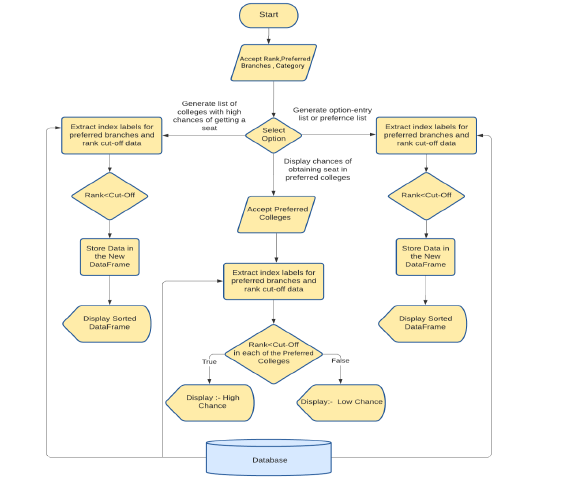 Start
Accept Rank,Preferred
Branches , Category
Generate list of
colleges with high
chances of getting a
seat
Select
Option
Generate option-entry
list or prefernce list
Extract index labels for
preferred branches and
rank cut-off data
Extract index labels for
preferred branches and
rank cut-off data
Display chances of
obtaining seat in
preferred colleges
Rank<Cut-Off
Rank<Cut-Off
Accept Preferred
Colleges
Store Data in
the New
DataFrame
Store Data in
the New
DataFrame
Extract index labels for
preferred branches and
rank cut-off data
Display Sorted
DataFrame
Display Sorted
DataFrame
Rank<Cut-Off
in each of the Preferred
Colleges
True
False
Display :- High
Chance
Display:- Low Chance
Database